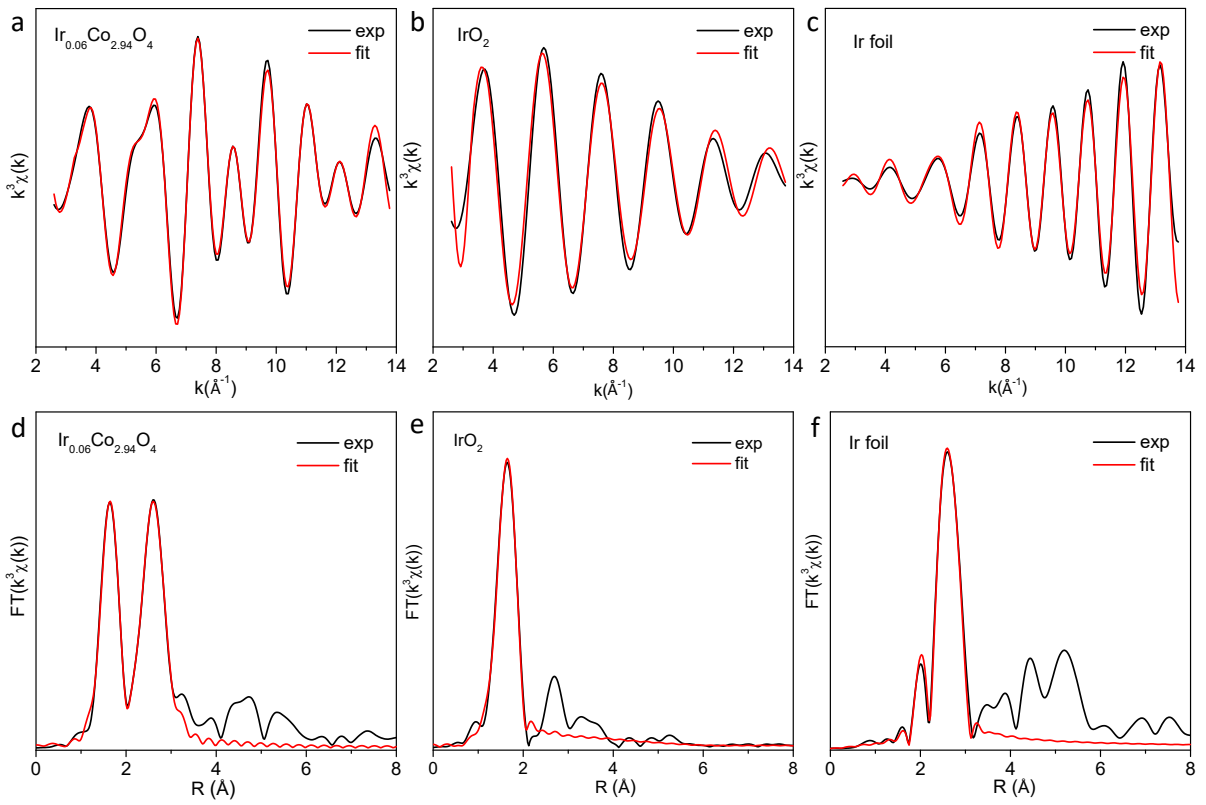 a
Ir0.06Co2.94O4
exp
fit
k3χ(k)
2 4 6 8 10 12 14
k(Å-1)
b
IrO2
exp
fit
k3χ(k)
0 2 4 6 8 10 12 14
k(Å-1)
c
Ir foil
exp
fit
k3χ(k)
2 4 6 8 10 12 14
k(Å-1)
d
Ir0.06Co2.94O4
exp
fit
FT(k3χ(k))
0 2 4 6 8
R (Å)
e
IrO2
exp
fit
FT(k3χ(k))
0 2 4 6 8
R (Å)
f
Ir foil
exp
fit
FT(k3χ(k))
0 2 4 6 8
R (Å)